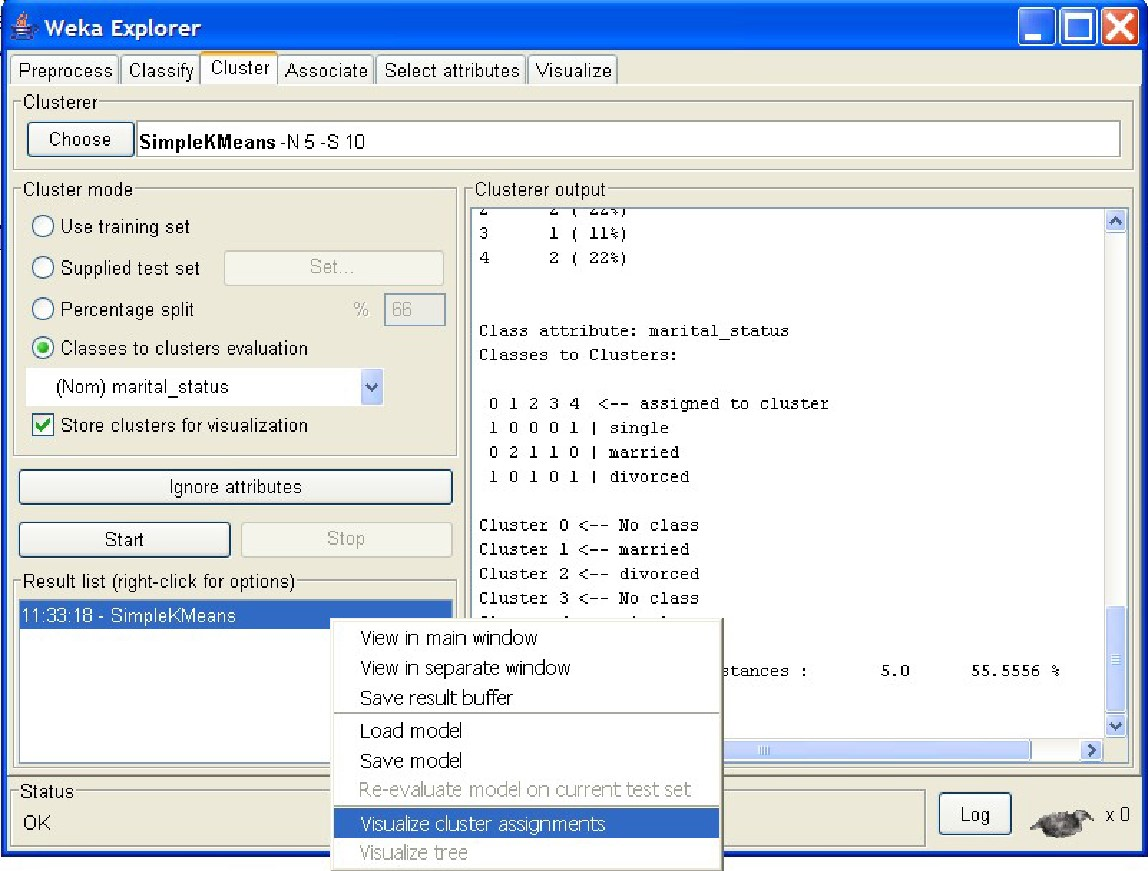 Weka Explorer
Preprocess Classify Cluster Associate Select attributes Visualize
Clusterer
Choose SimpleKMeans -N 5 -S 10
Cluster mode
Use training set
Supplied test set Set...
Percentage split % 66
Classes to clusters evaluation
(Nom) marital_status
Store clusters for visualization
Ignore attributes
Start Stop
Result list (right-click for options)
11:33:18 - SimpleKMeans
Clusterer output
2 2 ( 22%)
3 1 ( 11%)
4 2 ( 22%)
Class attribute: marital_status
Classes to Clusters:
0 1 2 3 4 <-- assigned to cluster
1 0 0 0 1 | single
0 2 1 1 0 | married
1 0 1 0 1 | divorced
Cluster 0 <-- No class
Cluster 1 <-- married
Cluster 2 <-- divorced
Cluster 3 <-- No class
stances : 5.0 55.5556 %
View in main window
View in separate window
Save result buffer
Load model
Save model
Re-evaluate model on current test set
Visualize cluster assignments
Visualize tree
Status
OK
Log x 0